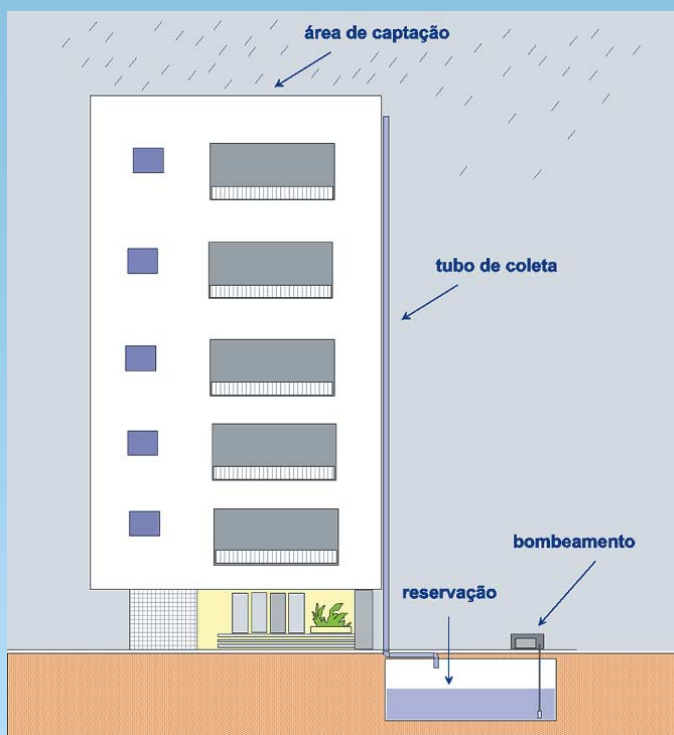 área de captação
tubo de coleta
bombeamento
reservação